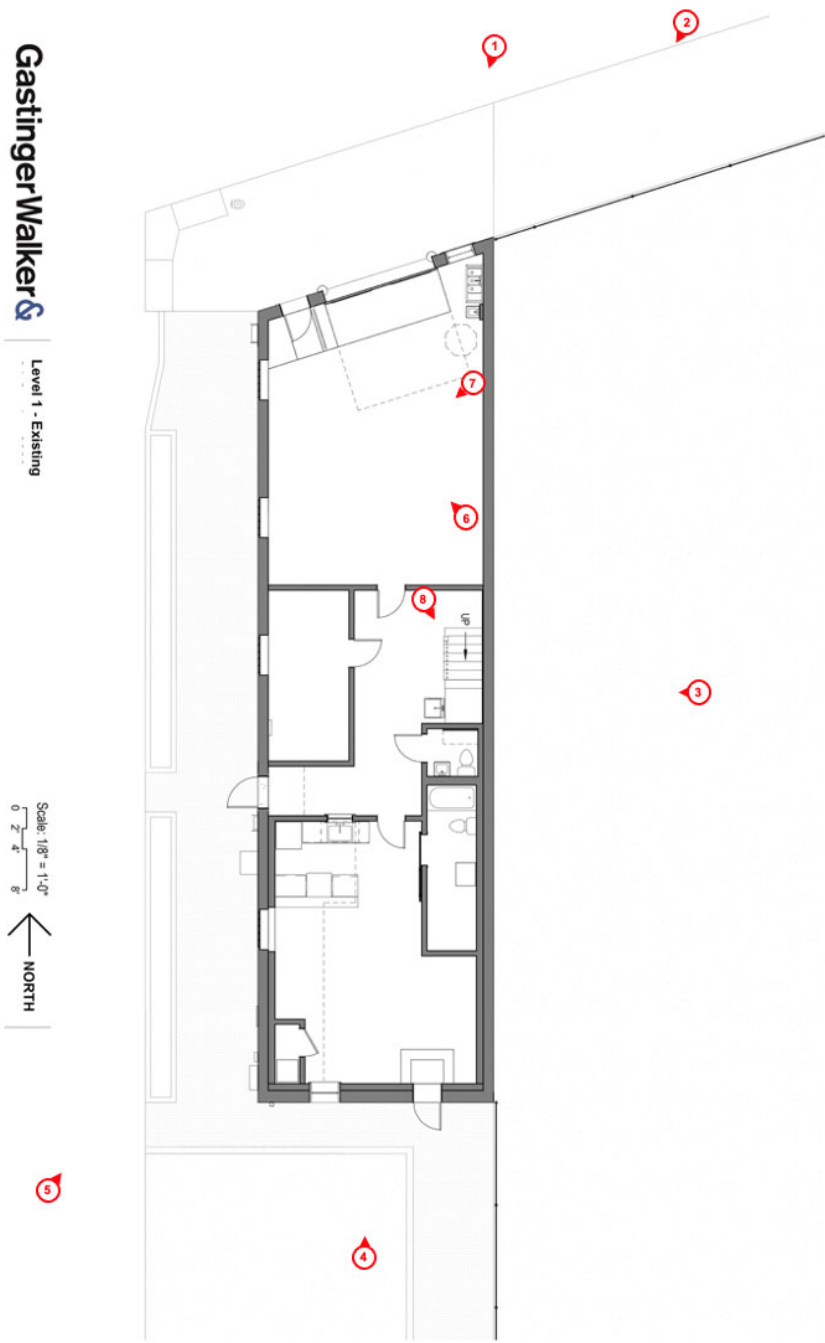 GastingerWalker&
Level 1 - Existing
Scale: 1/8" = 1'-0"
0 2' 4' 8'
NORTH
1
2
7
6
8
UP
3
5
4